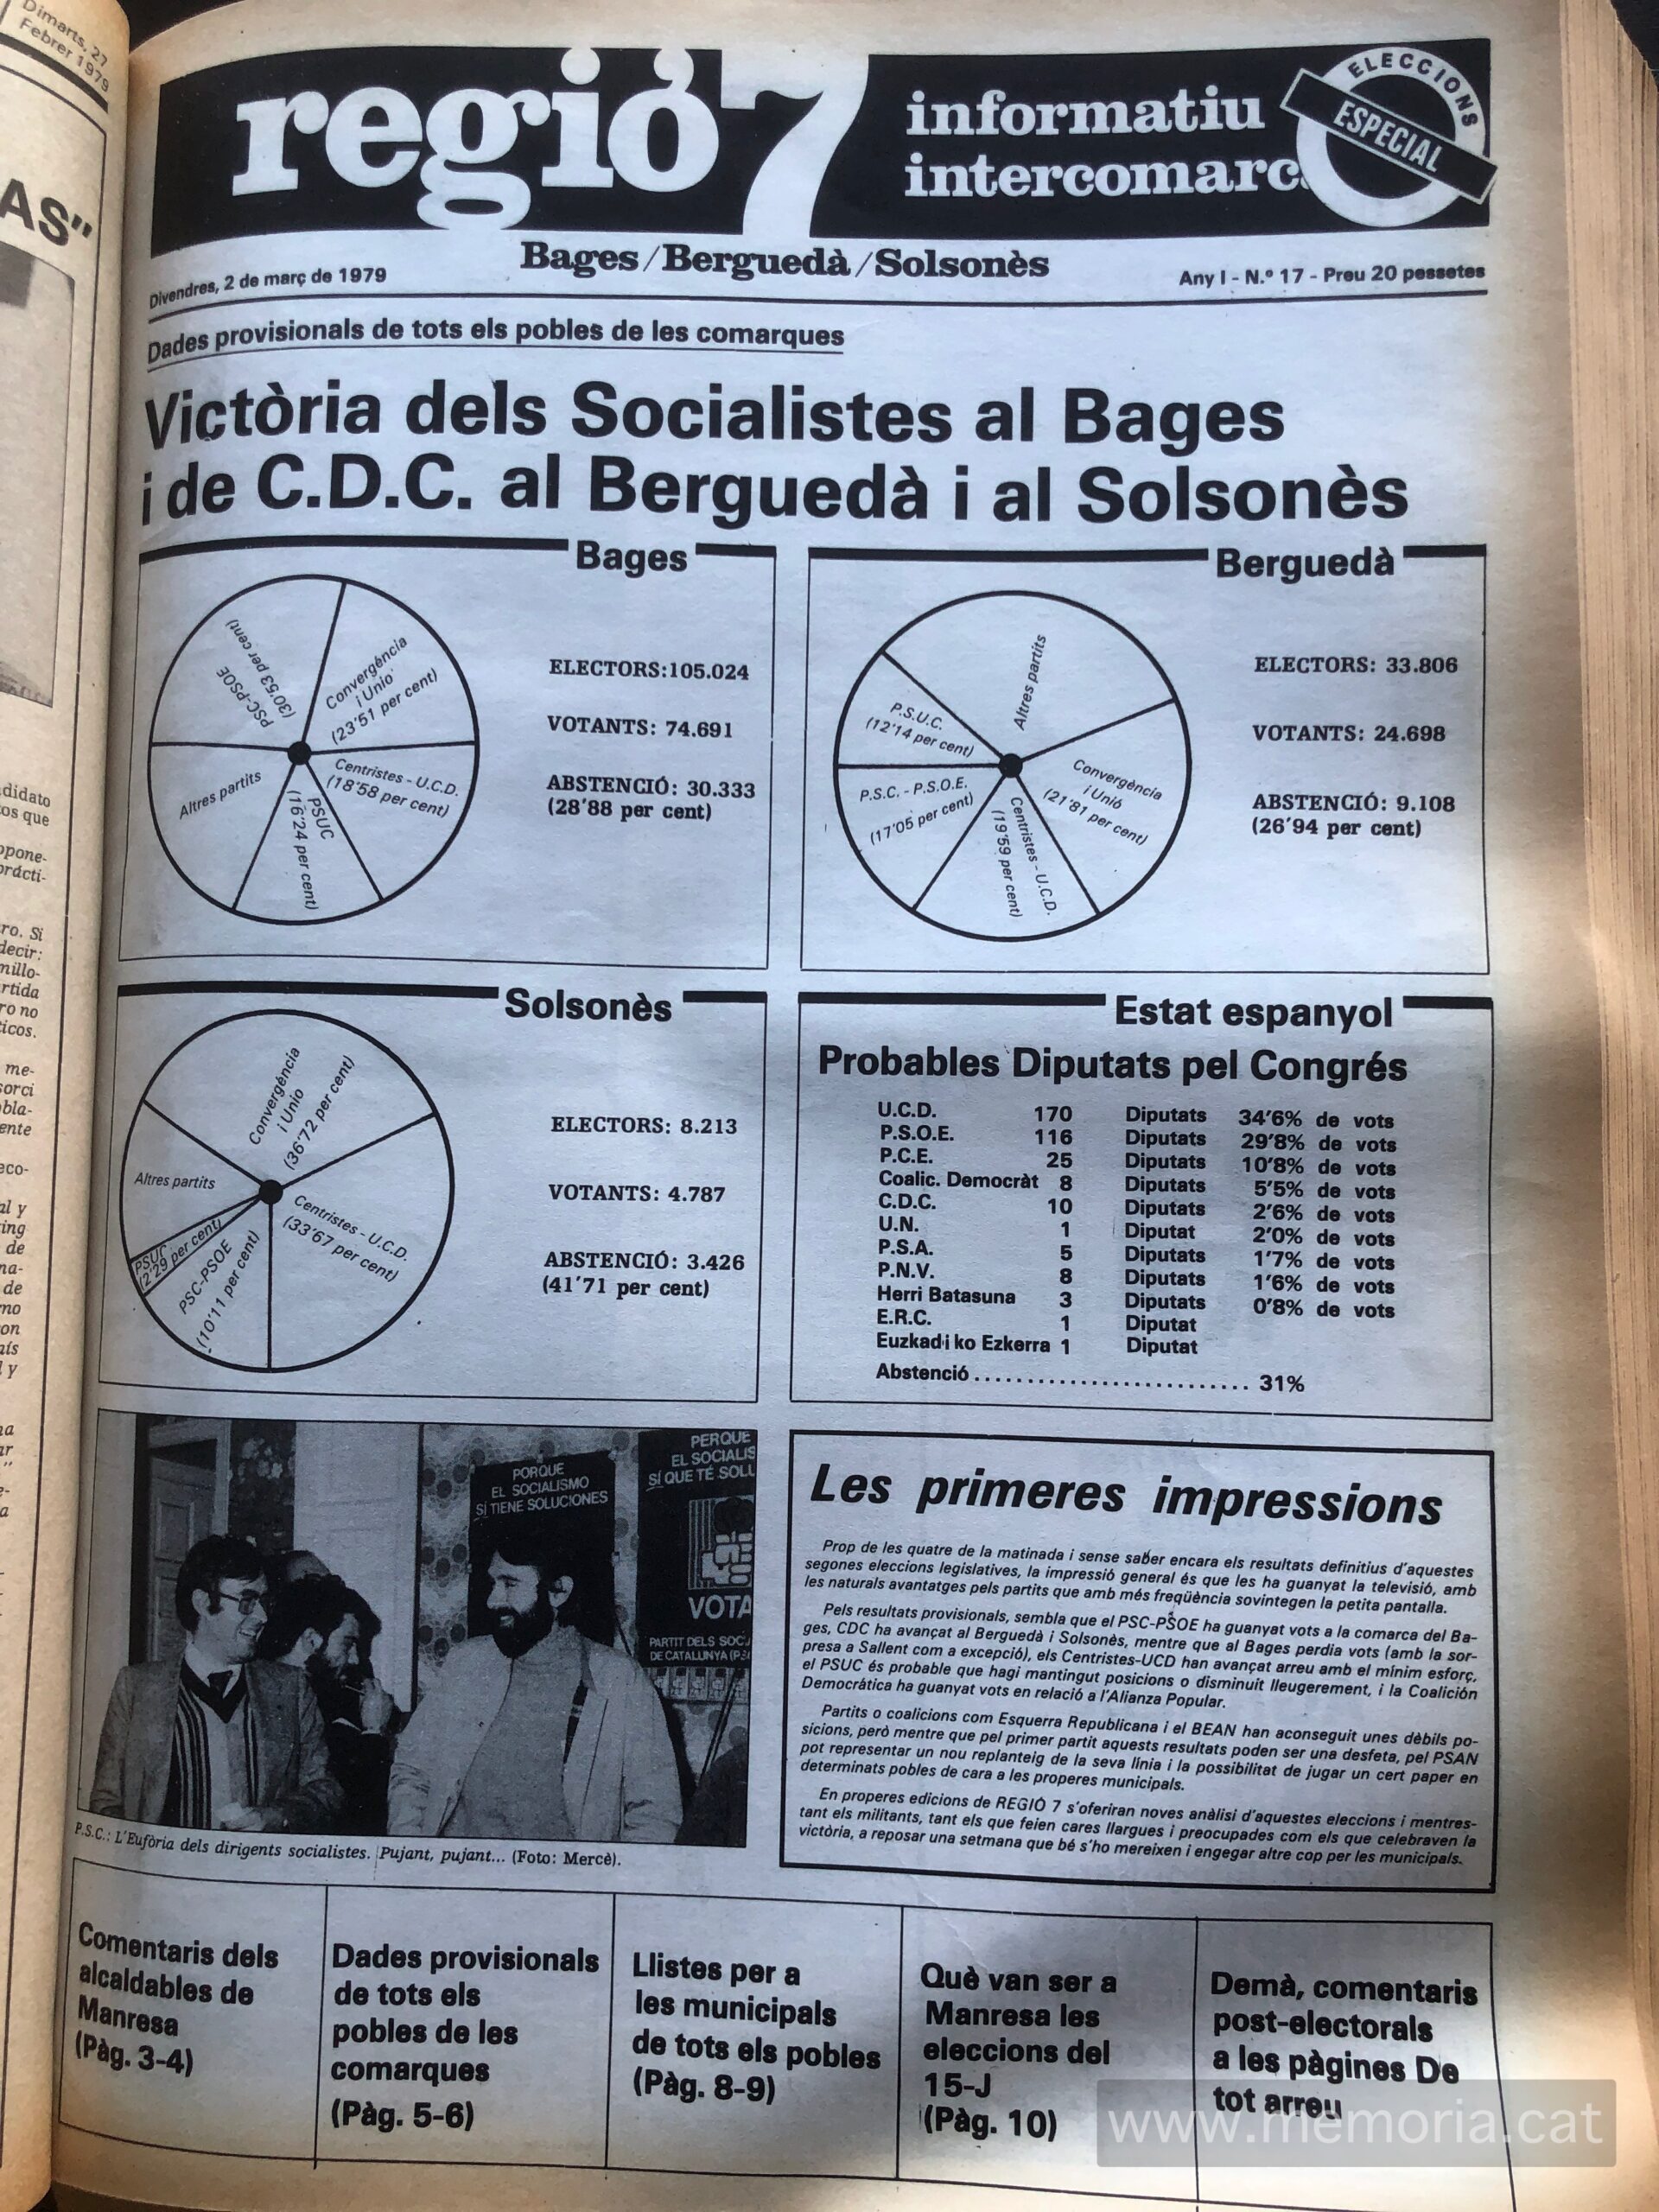 Dimarts, 27
Febrer 1979
AS"
didato
os que
opone-
prácti-
ro. Si
decir:
millo-
rtida
ro no
ticos.
regió 7
informatiu
intercomarc
ELECCIONS
ESPECIAL
Bages/Berguedà/Solsonès
Divendres, 2 de març de 1979
Any I - N.º 17 - Preu 20 pessetes
Dades provisionals de tots els pobles de les comarques
Victòria dels Socialistes al Bages
i de C.D.C. al Berguedà i al Solsonès
Bages
PSC-PSOE
(30'53 per cent)
Convergéncia
i Unió
(23'51 per cent)
Centristes - U.C.D.
(18'58 per cent)
PSUC
(16'24 per cent)
Altres partits
ELECTORS:105.024
VOTANTS: 74.691
ABSTENCIÓ: 30.333
(28'88 per cent)
Berguedà
Altres partits
P.S.U.C.
(12'14 per cent)
P.S.C. - P.S.O.E.
(17'05 per cent)
Centristes - U.C.D.
(19'59 per cent)
Convergència
i Unió
(21'81 per cent)
ELECTORS: 33.806
VOTANTS: 24.698
ABSTENCIÓ: 9.108
(26'94 per cent)
Solsonès
Convergéncia
i Unio
(36'72 per cent)
Altres partits
PSUC
(2'29 per cent)
PSC-PSOE
(10'11 per cent)
Centristes - U.C.D.
(33'67 per cent)
ELECTORS: 8.213
VOTANTS: 4.787
ABSTENCIÓ: 3.426
(41'71 per cent)
Estat espanyol
Probables Diputats pel Congrés
U.C.D. 170 Diputats 34'6% de vots
P.S.O.E. 116 Diputats 29'8% de vots
P.C.E. 25 Diputats 10'8% de vots
Coalic. Democràt 8 Diputats 5'5% de vots
C.D.C. 10 Diputats 2'6% de vots
U.N. 1 Diputat 2'0% de vots
P.S.A. 5 Diputats 1'7% de vots
P.N.V. 8 Diputats 1'6% de vots
Herri Batasuna 3 Diputats 0'8% de vots
E.R.C. 1 Diputat
Euzkadi ko Ezkerra 1 Diputat
Abstenció .......................... 31%
PORQUE
EL SOCIALISMO
SÍ TIENE SOLUCIONES
PERQUE
EL SOCIALIS
SÍ QUE TÉ SOLU
VOTA
PARTIT DELS SOC
DE CATALUNYA (P.S
P.S.C.: L'Eufòria dels dirigents socialistes. Pujant, pujant... (Foto: Mercè).
Les primeres impressions
Prop de les quatre de la matinada i sense saber encara els resultats definitius d'aquestes
segones eleccions legislatives, la impressió general és que les ha guanyat la televisió, amb
les naturals avantatges pels partits que amb més freqüència sovintegen la petita pantalla.
Pels resultats provisionals, sembla que el PSC-PSOE ha guanyat vots a la comarca del Ba-
ges, CDC ha avançat al Berguedà i Solsonès, mentre que al Bages perdia vots (amb la sor-
presa a Sallent com a excepció), els Centristes-UCD han avançat arreu amb el mínim esforç,
el PSUC és probable que hagi mantingut posicions o disminuit lleugerement, i la Coalición
Democrática ha guanyat vots en relació a l'Alianza Popular.
Partits o coalicions com Esquerra Republicana i el BEAN han aconseguit unes dèbils po-
sicions, però mentre que pel primer partit aquests resultats poden ser una desfeta, pel PSAN
pot representar un nou replanteig de la seva línia i la possibilitat de jugar un cert paper en
determinats pobles de cara a les properes municipals.
En properes edicions de REGIÓ 7 s'oferiran noves anàlisi d'aquestes eleccions i mentres-
tant els militants, tant els que feien cares llargues i preocupades com els que celebraven la
victòria, a reposar una setmana que bé s'ho mereixen i engegar altre cop per les municipals.
Comentaris dels
alcaldables de
Manresa
(Pàg. 3-4)
Dades provisionals
de tots els
pobles de les
comarques
(Pàg. 5-6)
Llistes per a
les municipals
de tots els pobles
(Pàg. 8-9)
Què van ser a
Manresa les
eleccions del
15-J
(Pàg. 10)
Demà, comentaris
post-electorals
a les pàgines De
tot arreu
www.memoria.cat